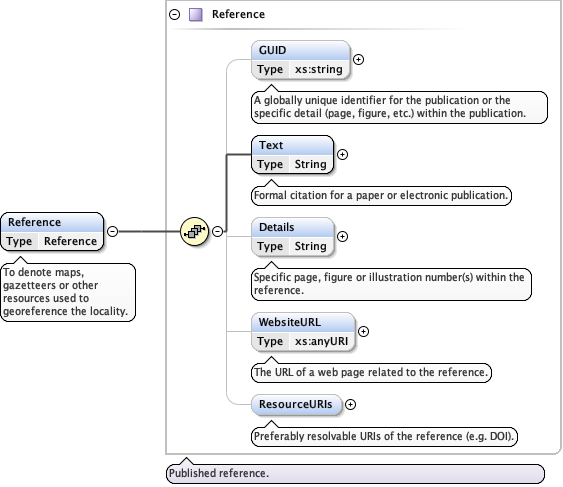 Reference
GUID
Type xs:string
A globally unique identifier for the publication or the
specific detail (page, figure, etc.) within the publication.
Text
Type String
Formal citation for a paper or electronic publication.
Reference
Type Reference
To denote maps,
gazetteers or other
resources used to
georeference the locality.
Details
Type String
Specific page, figure or illustration number(s) within the
reference.
WebsiteURL
Type xs:anyURI
The URL of a web page related to the reference.
ResourceURIs
Preferably resolvable URIs of the reference (e.g. DOI).
Published reference.